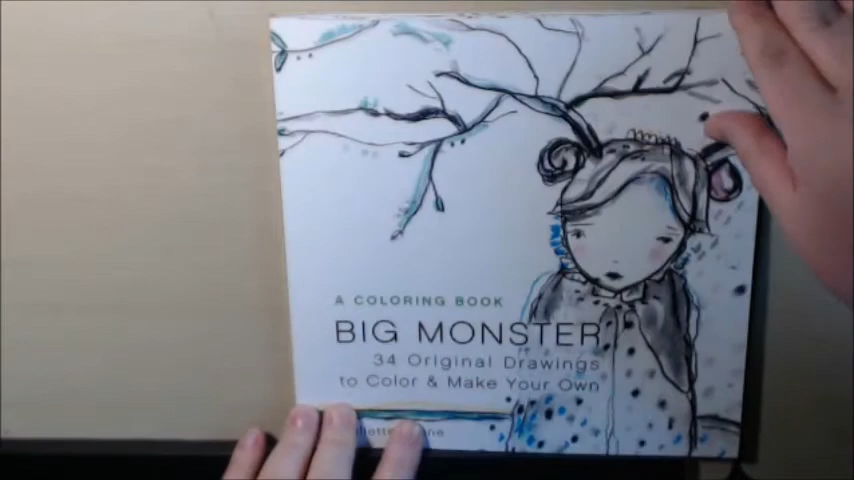 A COLORING BOOK
BIG MONSTER
34 Original Drawings
to Color & Make Your Own